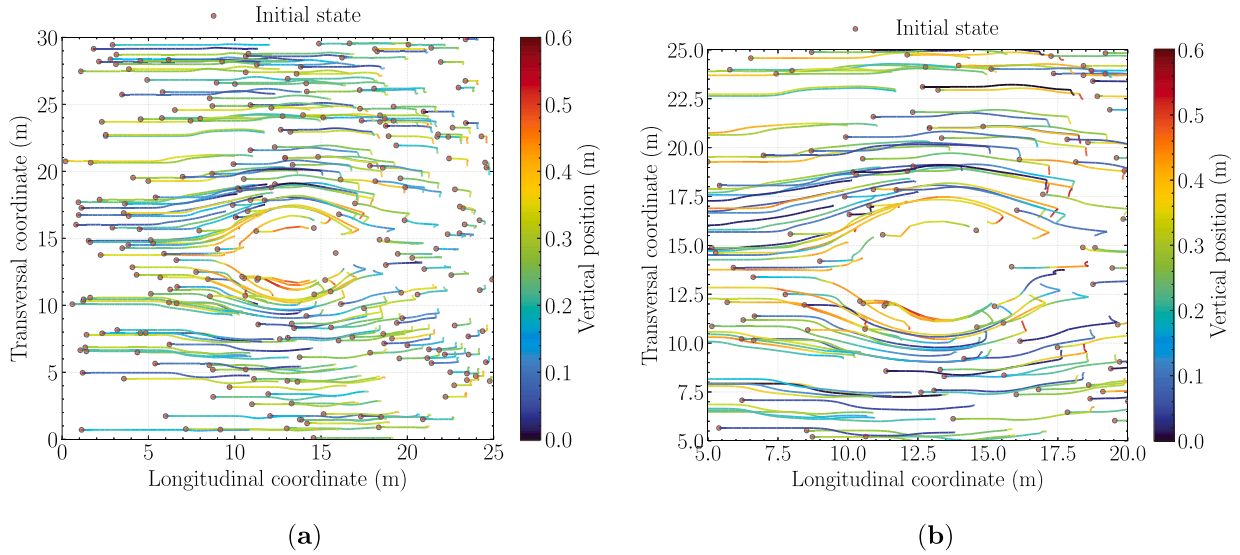 Initial state
Initial state
30
25
20
15
10
5
0
0 5 10 15 20 25
Transversal coordinate (m)
Longitudinal coordinate (m)
0.6
0.5
0.4
0.3
0.2
0.1
0.0
Vertical position (m)
(a)
25.0
22.5
20.0
17.5
15.0
12.5
10.0
7.5
5.0
5.0 7.5 10.0 12.5 15.0 17.5 20.0
Transversal coordinate (m)
Longitudinal coordinate (m)
0.6
0.5
0.4
0.3
0.2
0.1
0.0
Vertical position (m)
(b)